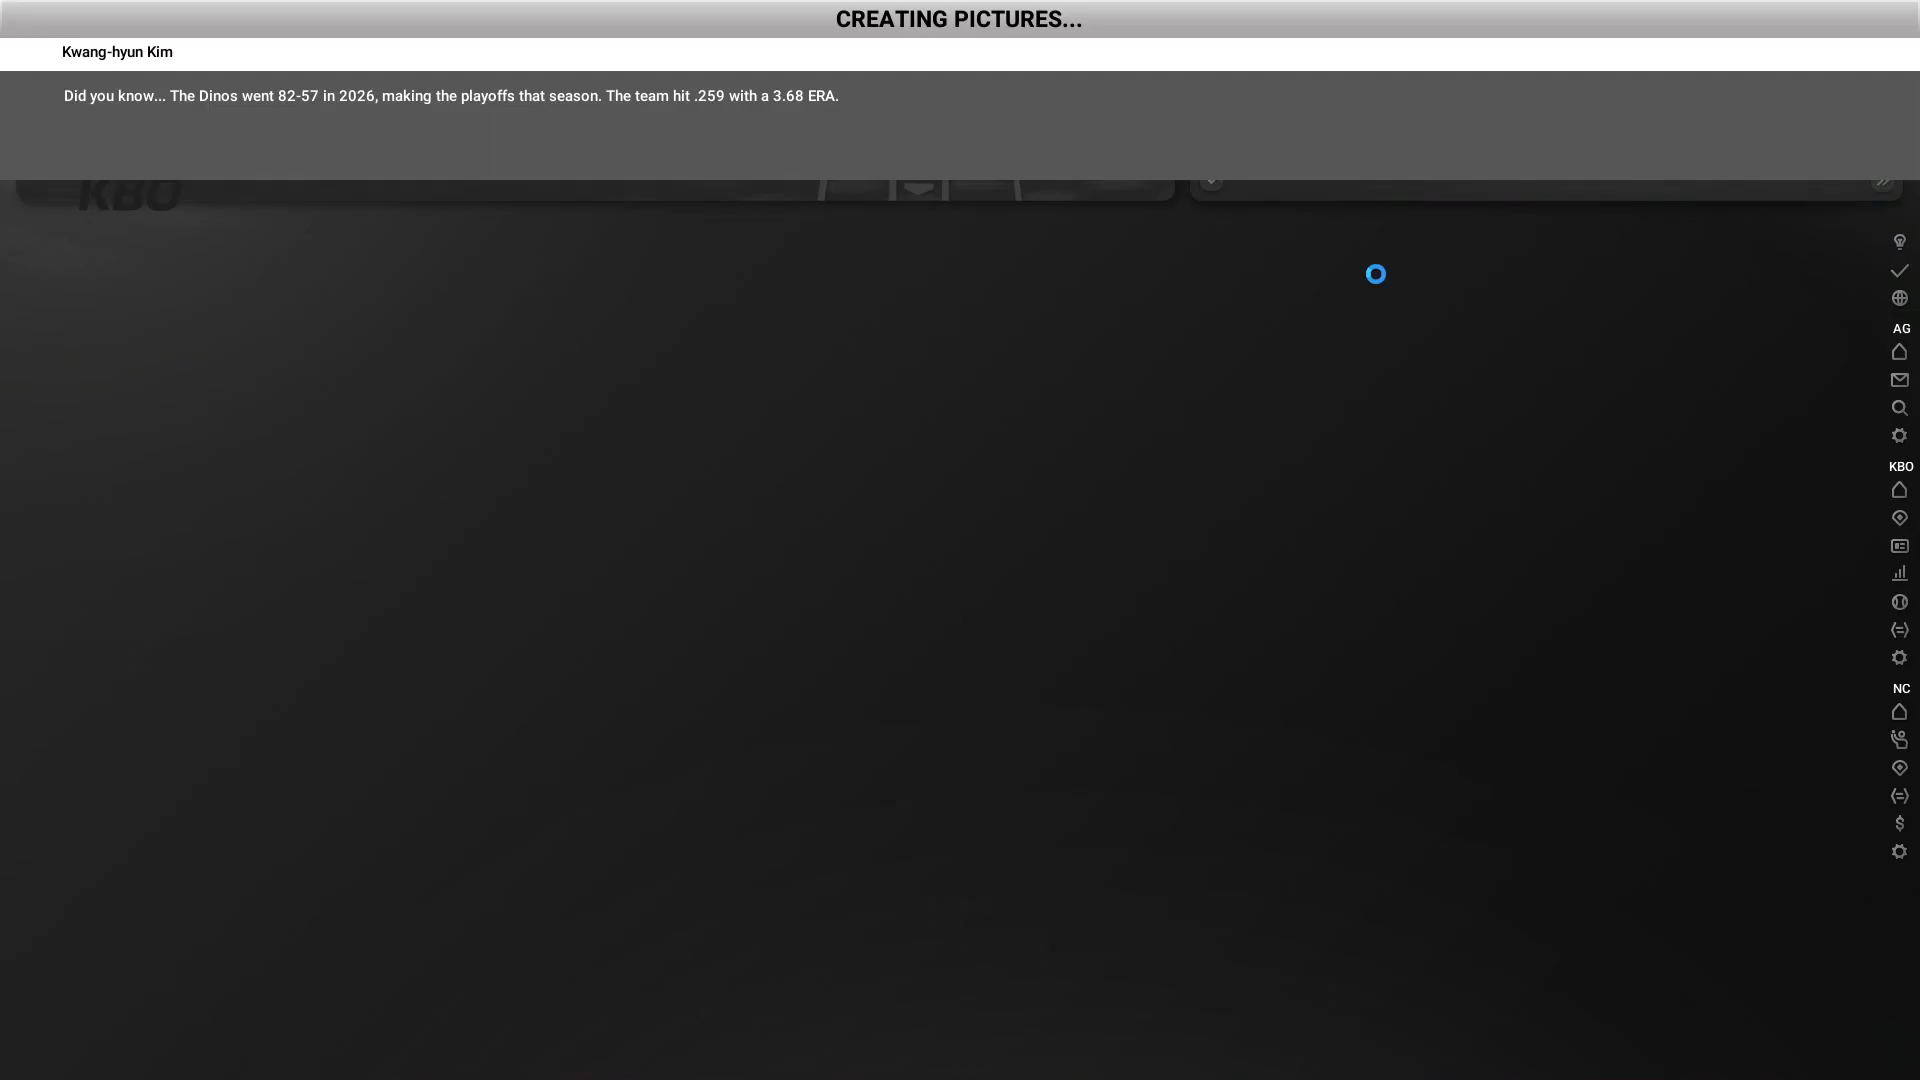 CREATING PICTURES...
Kwang-hyun Kim
Did you know... The Dinos went 82-57 in 2026, making the playoffs that season. The team hit .259 with a 3.68 ERA.
KBO
AG
KBO
NC